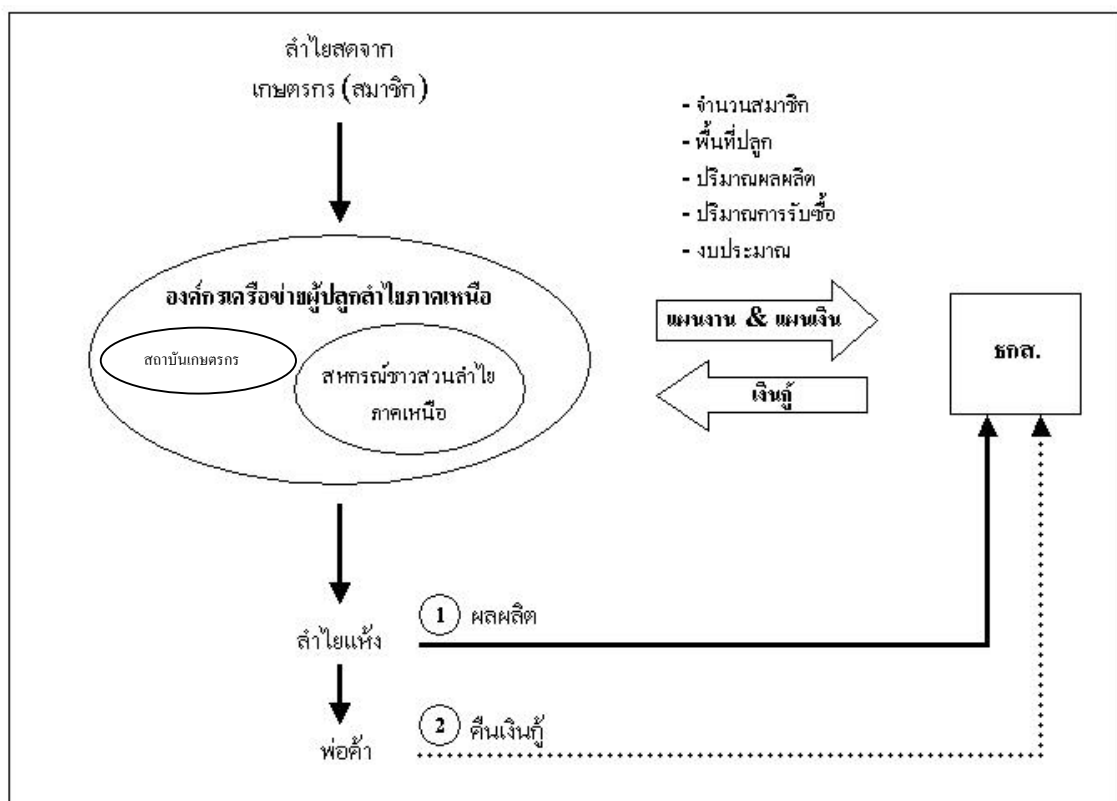 ลำไยสดจาก
เกษตรกร (สมาชิก)
- จำนวนสมาชิก
- พื้นที่ปลูก
- ปริมาณผลผลิต
- ปริมาณการรับซื้อ
- งบประมาณ
องค์กรเครือข่ายผู้ปลูกลำไยภาคเหนือ
สถาบันเกษตรกร
สหกรณ์ชาวสวนลำไย
ภาคเหนือ
แผนงาน & แผนเงิน
เงินกู้
ธกส.
1 ผลผลิต
ลำไยแห้ง
2 คืนเงินกู้
พ่อค้า